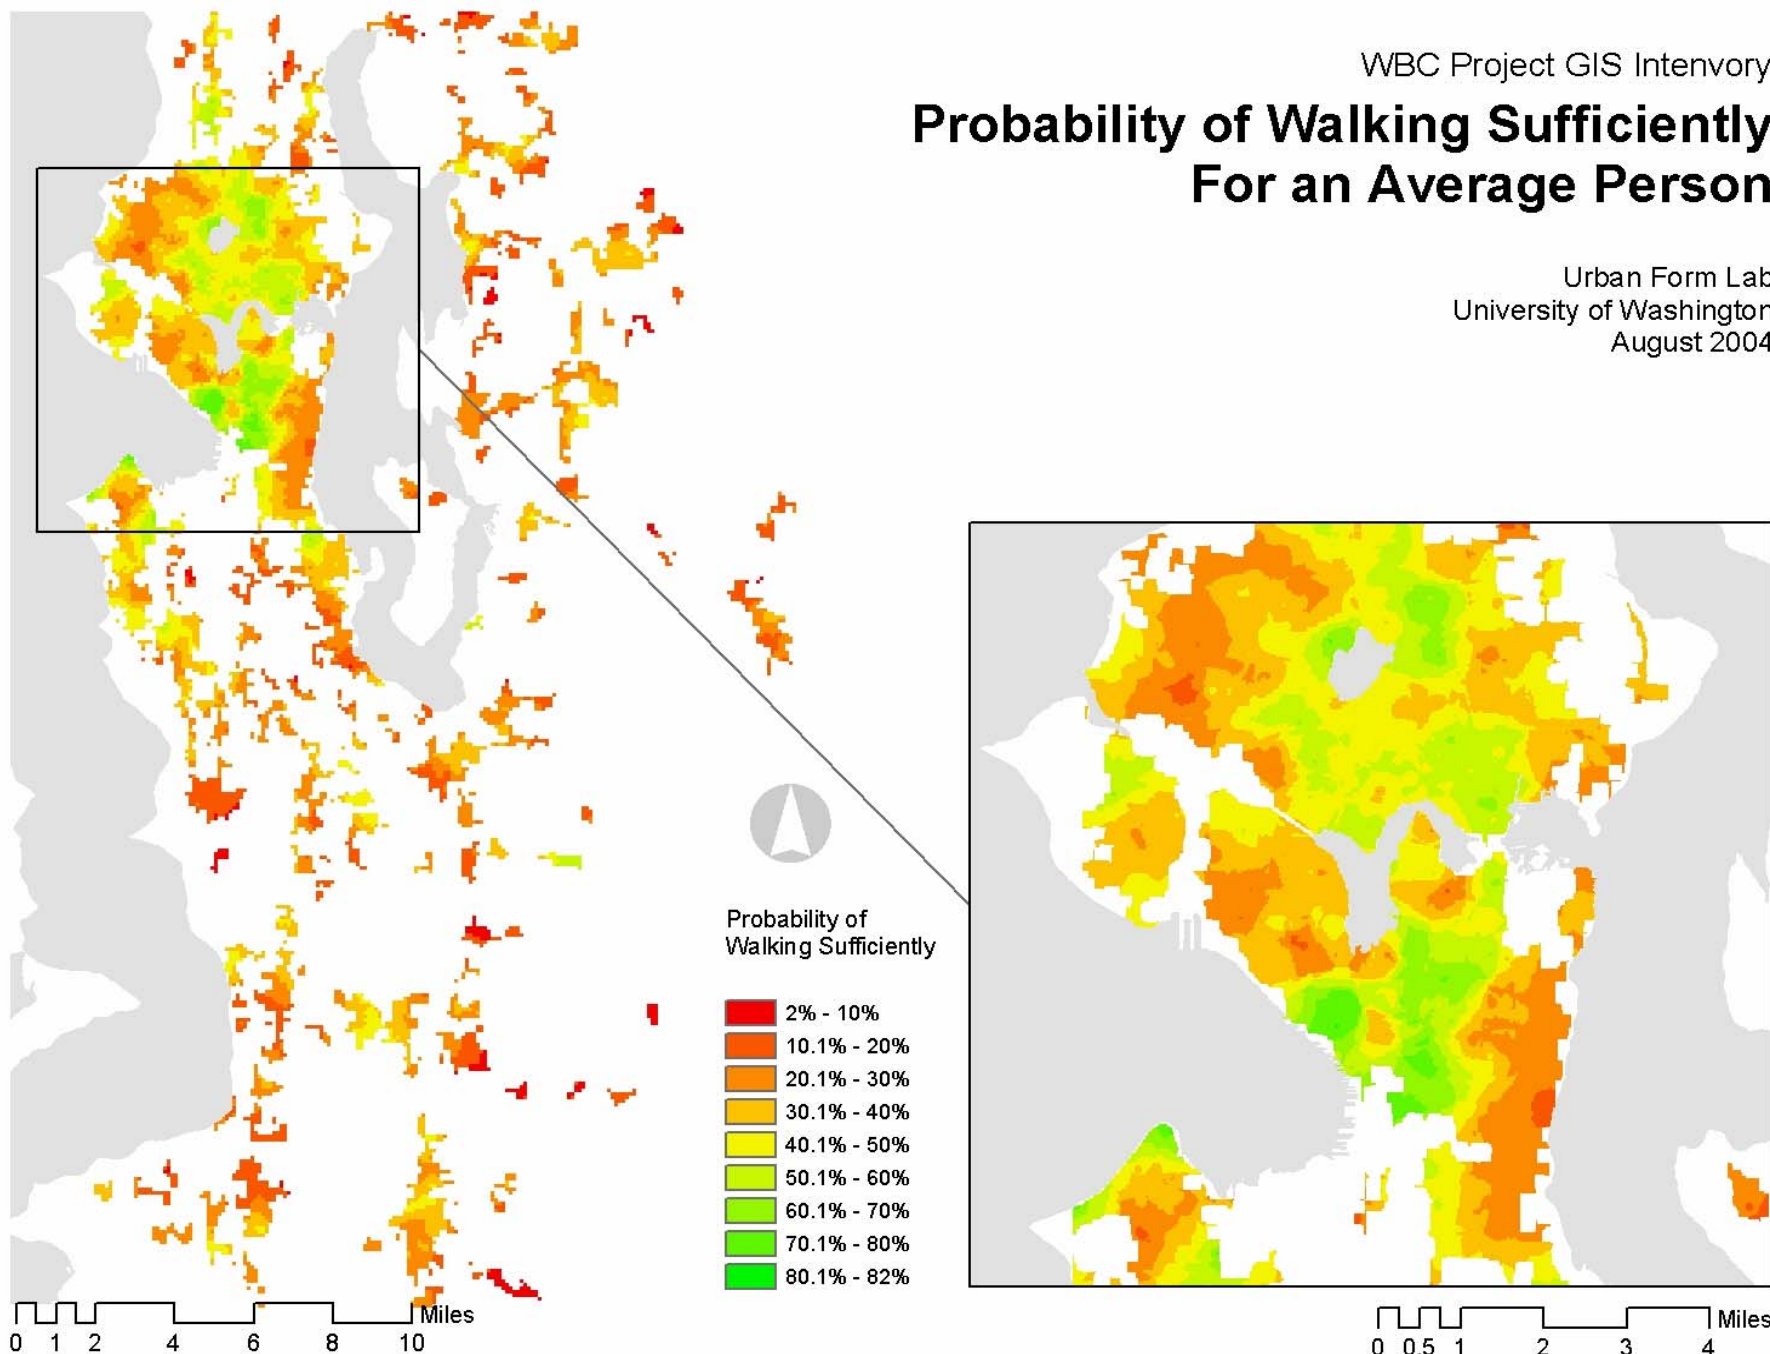 WBC Project GIS Intenvory
Probability of Walking Sufficiently
For an Average Person
Urban Form Lab
University of Washington
August 2004
Probability of
Walking Sufficiently
2% - 10%
10.1% - 20%
20.1% - 30%
30.1% - 40%
40.1% - 50%
50.1% - 60%
60.1% - 70%
70.1% - 80%
80.1% - 82%
Miles
0 1 2 4 6 8 10
Miles
0 0.5 1 2 3 4